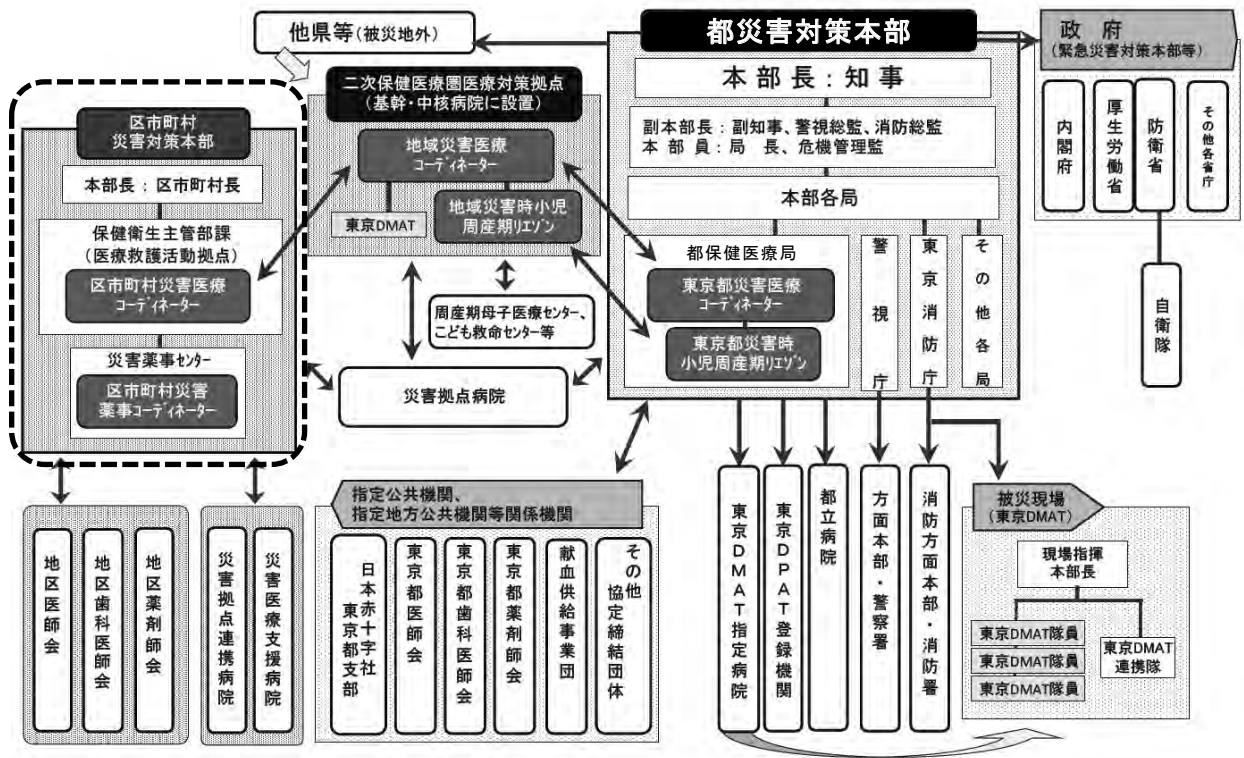 他県等(被災地外)
都災害対策本部
政 府
(緊急災害対策本部等)
内閣府
厚生労働省
防衛省
その他各省庁
自衛隊
本部長：知事
副本部長：副知事、警視総監、消防総監
本 部 員：局 長、危機管理監
本部各局
都保健医療局
東京都災害医療
コーディネーター
東京都災害時
小児周産期リエゾン
警視庁
東京消防庁
その他各局
二次保健医療圏医療対策拠点
(基幹・中核病院に設置)
地域災害医療
コーディネーター
東京DMAT
地域災害時小児
周産期リエゾン
周産期母子医療センター、
こども救命センター等
災害拠点病院
区市町村
災害対策本部
本部長：区市町村長
保健衛生主管部課
(医療救護活動拠点)
区市町村災害医療
コーディネーター
災害薬事センター
区市町村災害
薬事コーディネーター
地区医師会
地区歯科医師会
地区薬剤師会
災害拠点連携病院
災害医療支援病院
指定公共機関、
指定地方公共機関等関係機関
日本赤十字社
東京都支部
東京都医師会
東京都歯科医師会
東京都薬剤師会
献血供給事業団
その他
協定締結団体
東京DMAT指定病院
東京DPAT登録機関
都立病院
方面本部・警察署
消防方面本部・消防署
被災現場
(東京DMAT)
現場指揮
本部長
東京DMAT隊員
東京DMAT隊員
東京DMAT隊員
東京DMAT
連携隊